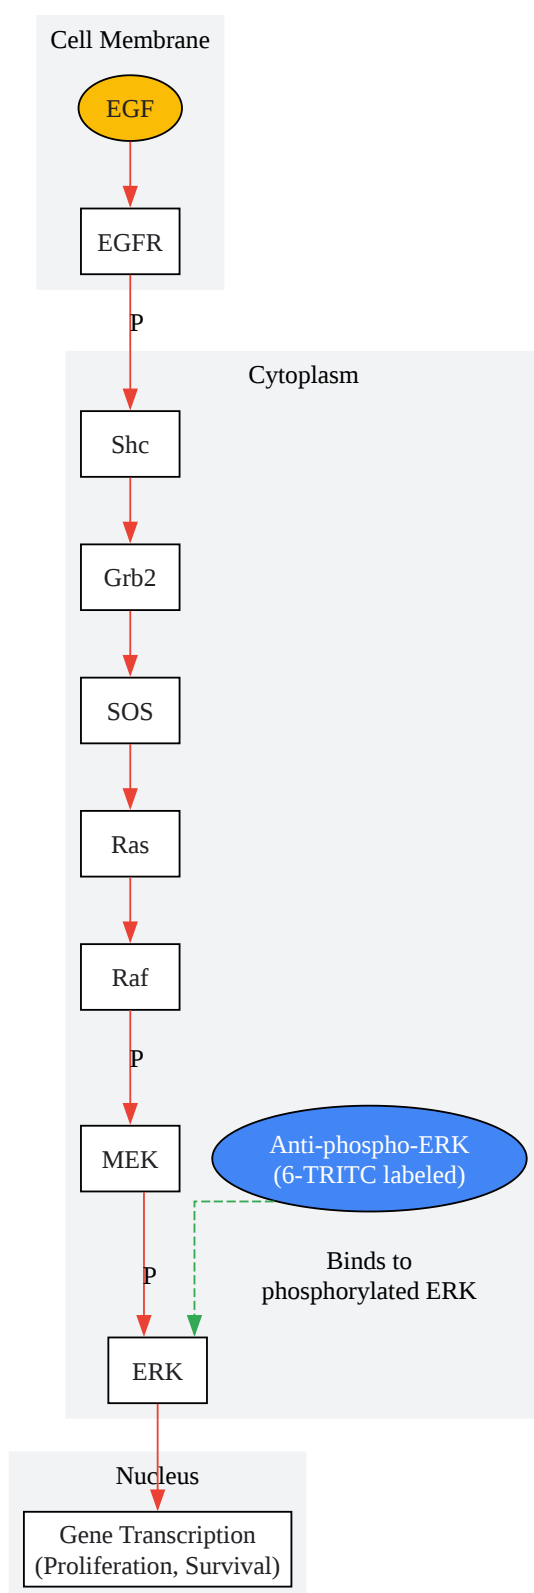 Cell Membrane
EGF
EGFR
P
Cytoplasm
Shc
Grb2
SOS
Ras
Raf
P
MEK
Anti-phospho-ERK
(6-TRITC labeled)
P
Binds to
phosphorylated ERK
ERK
Nucleus
Gene Transcription
(Proliferation, Survival)